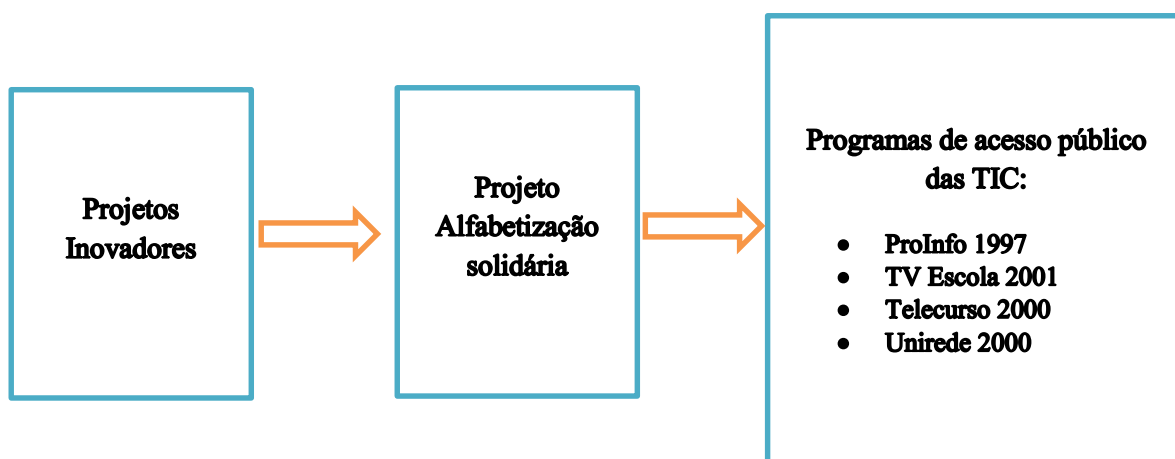 Projetos
Inovadores
Projeto
Alfabetização
solidária
Programas de acesso público
das TIC:
● ProInfo 1997
● TV Escola 2001
● Telecurso 2000
● Unirede 2000